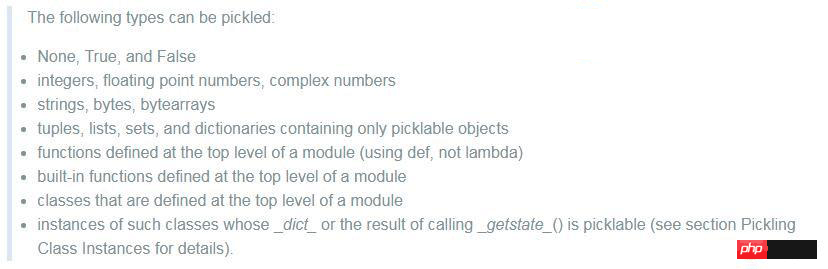 The following types can be pickled:
None, True, and False
integers, floating point numbers, complex numbers
strings, bytes, bytearrays
tuples, lists, sets, and dictionaries containing only picklable objects
functions defined at the top level of a module (using def, not lambda)
built-in functions defined at the top level of a module
classes that are defined at the top level of a module
instances of such classes whose _dict_ or the result of calling _getstate_() is picklable (see section Pickling
Class Instances for details).
php